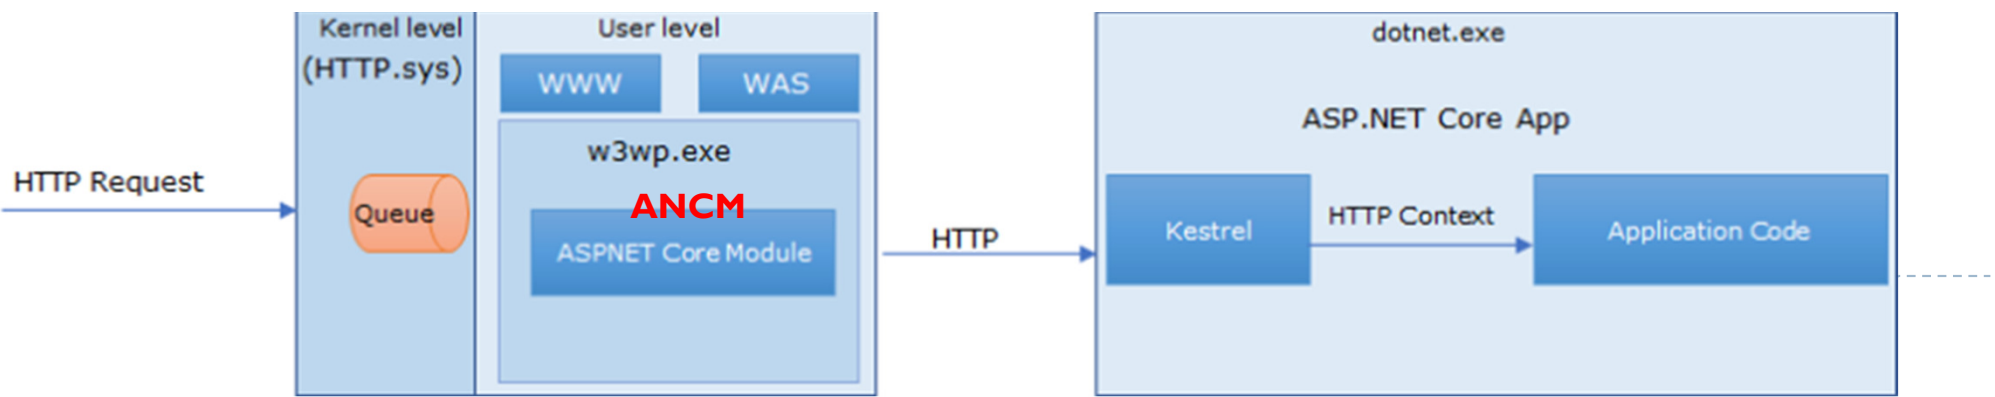 HTTP Request
Kernel level
(HTTP.sys)
Queue
User level
WWW
WAS
w3wp.exe
ANCM
ASPNET Core Module
HTTP
dotnet.exe
ASP.NET Core App
Kestrel
HTTP Context
Application Code